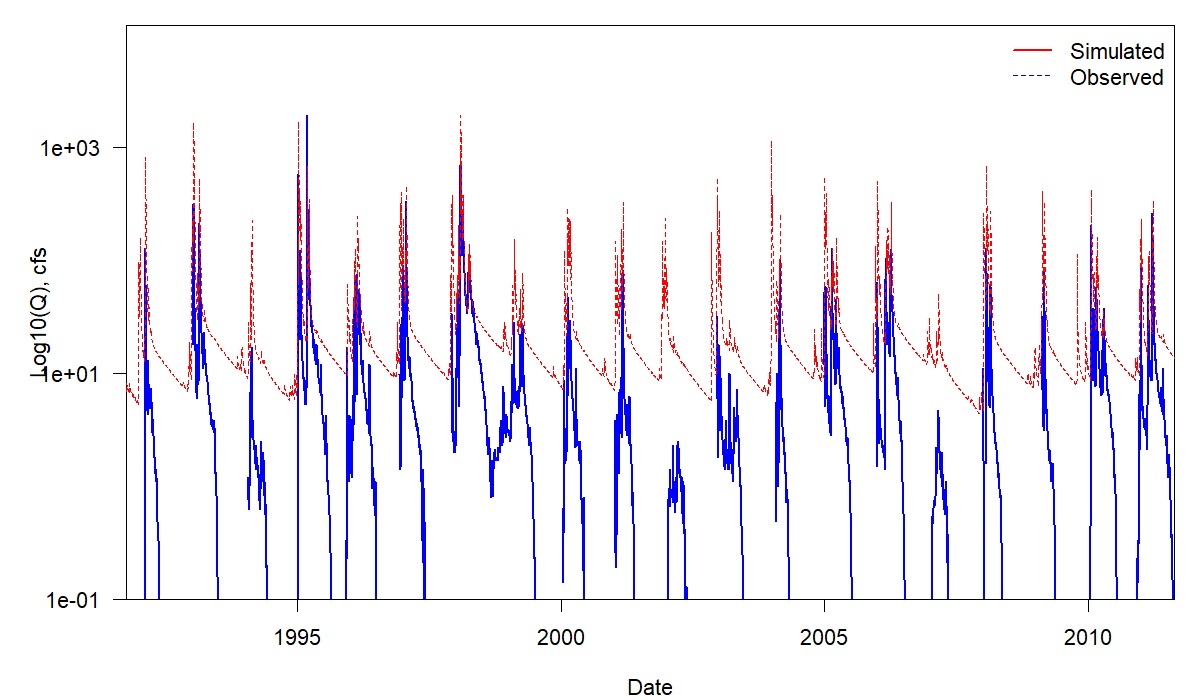 Simulated
Observed
1e+03
1e+01
1e-01
Log10(Q), cfs
1995
2000
2005
2010
Date